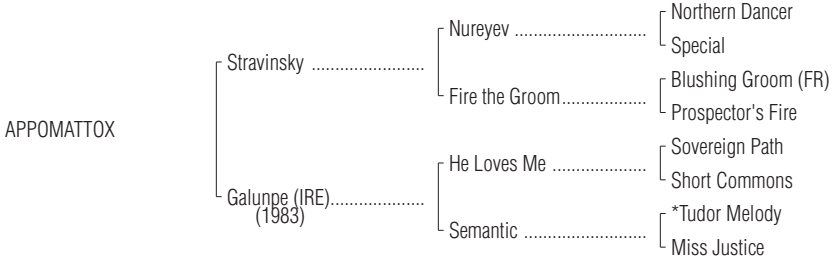 Northern Dancer
Nureyev ............................
Special
Stravinsky ........................
Blushing Groom (FR)
Fire the Groom..................
Prospector's Fire
APPOMATTOX
Sovereign Path
He Loves Me ....................
Short Commons
Galunpe (IRE)....................
(1983)
*Tudor Melody
Semantic ..........................
Miss Justice